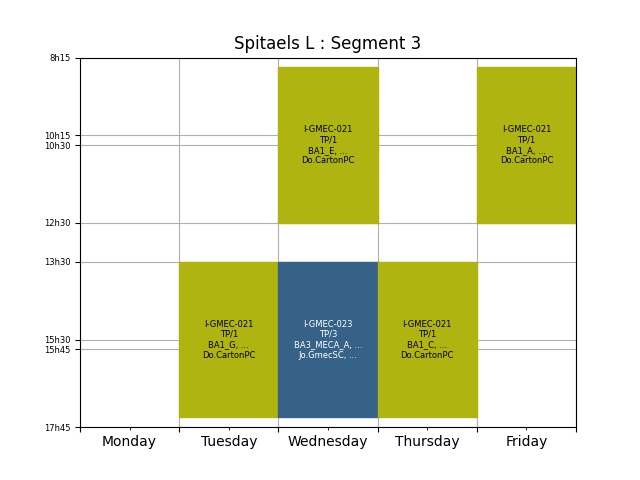 Spitaels L : Segment 3
8h15
10h15
10h30
12h30
13h30
15h30
15h45
17h45
I-GMEC-021
TP/1
BA1_E, ...
Do.CartonPC
I-GMEC-021
TP/1
BA1_A, ...
Do.CartonPC
I-GMEC-021
TP/1
BA1_G, ...
Do.CartonPC
I-GMEC-023
TP/3
BA3_MECA_A, ...
Jo.GmecSC, ...
I-GMEC-021
TP/1
BA1_C, ...
Do.CartonPC
Monday
Tuesday
Wednesday
Thursday
Friday